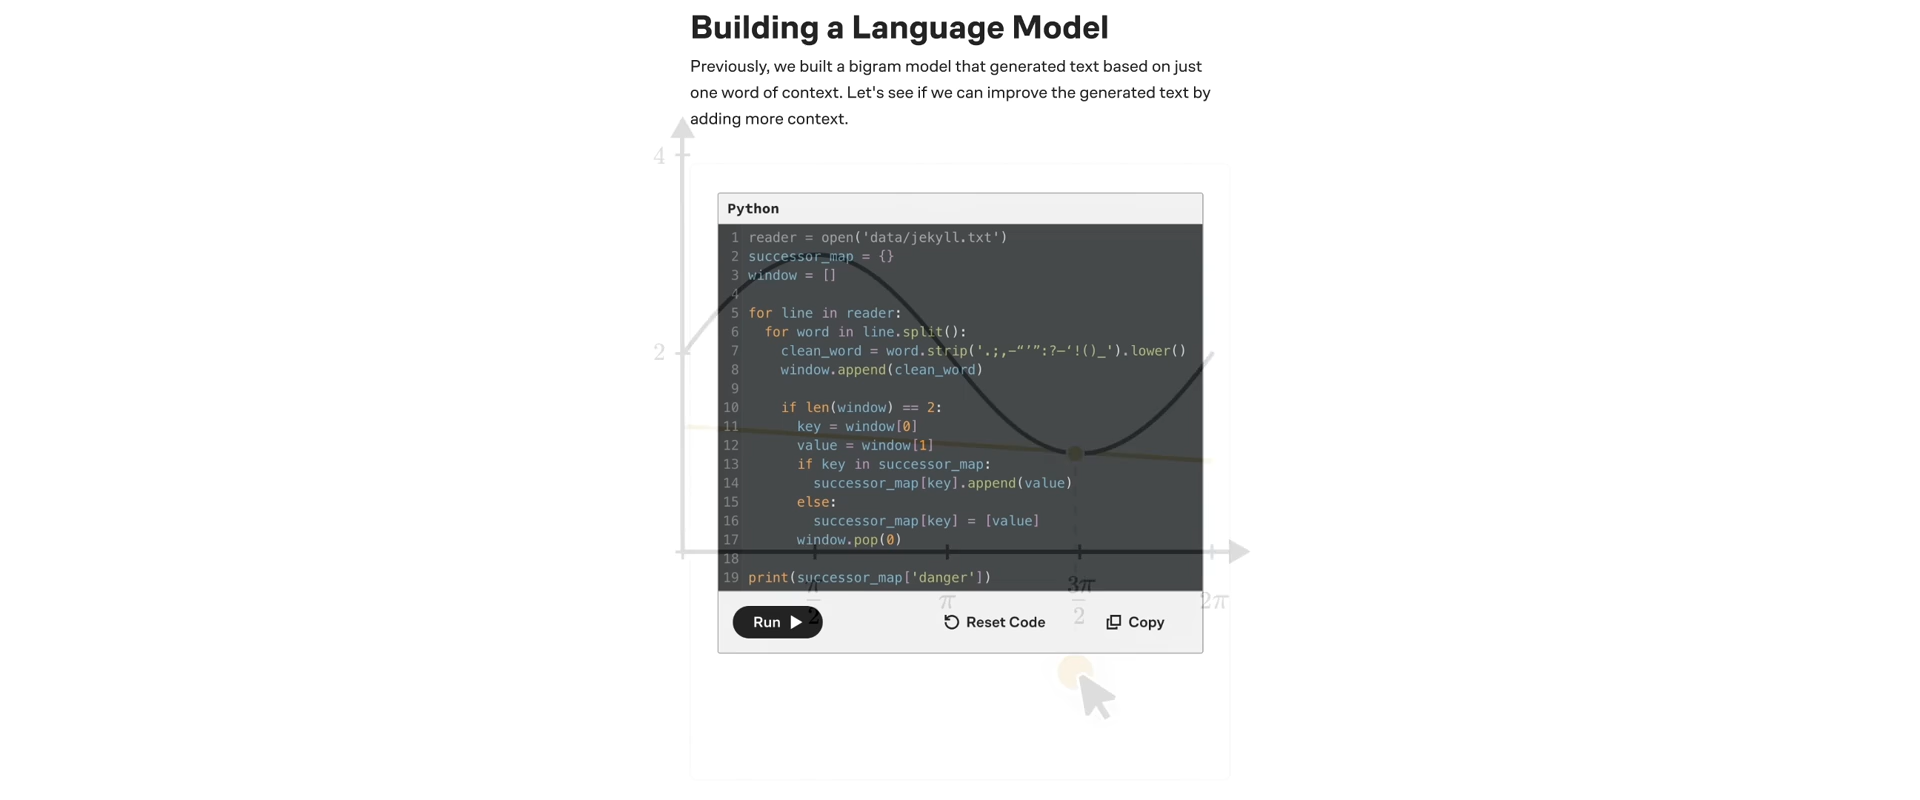 Building a Language Model
Previously, we built a bigram model that generated text based on just
one word of context. Let's see if we can improve the generated text by
adding more context.
4
2
Python
1 reader = open('data/jekyll.txt')
2 successor_map = {}
3 window = []
4
5 for line in reader:
6   for word in line.split():
7     clean_word = word.strip('.;,—“’”:?—‘!()_').lower()
8     window.append(clean_word)
9
10     if len(window) == 2:
11       key = window[0]
12       value = window[1]
13       if key in successor_map:
14         successor_map[key].append(value)
15       else:
16         successor_map[key] = [value]
17       window.pop(0)
18
19 print(successor_map['danger'])
π/2
π
3π/2
2π
Run
Reset Code
Copy